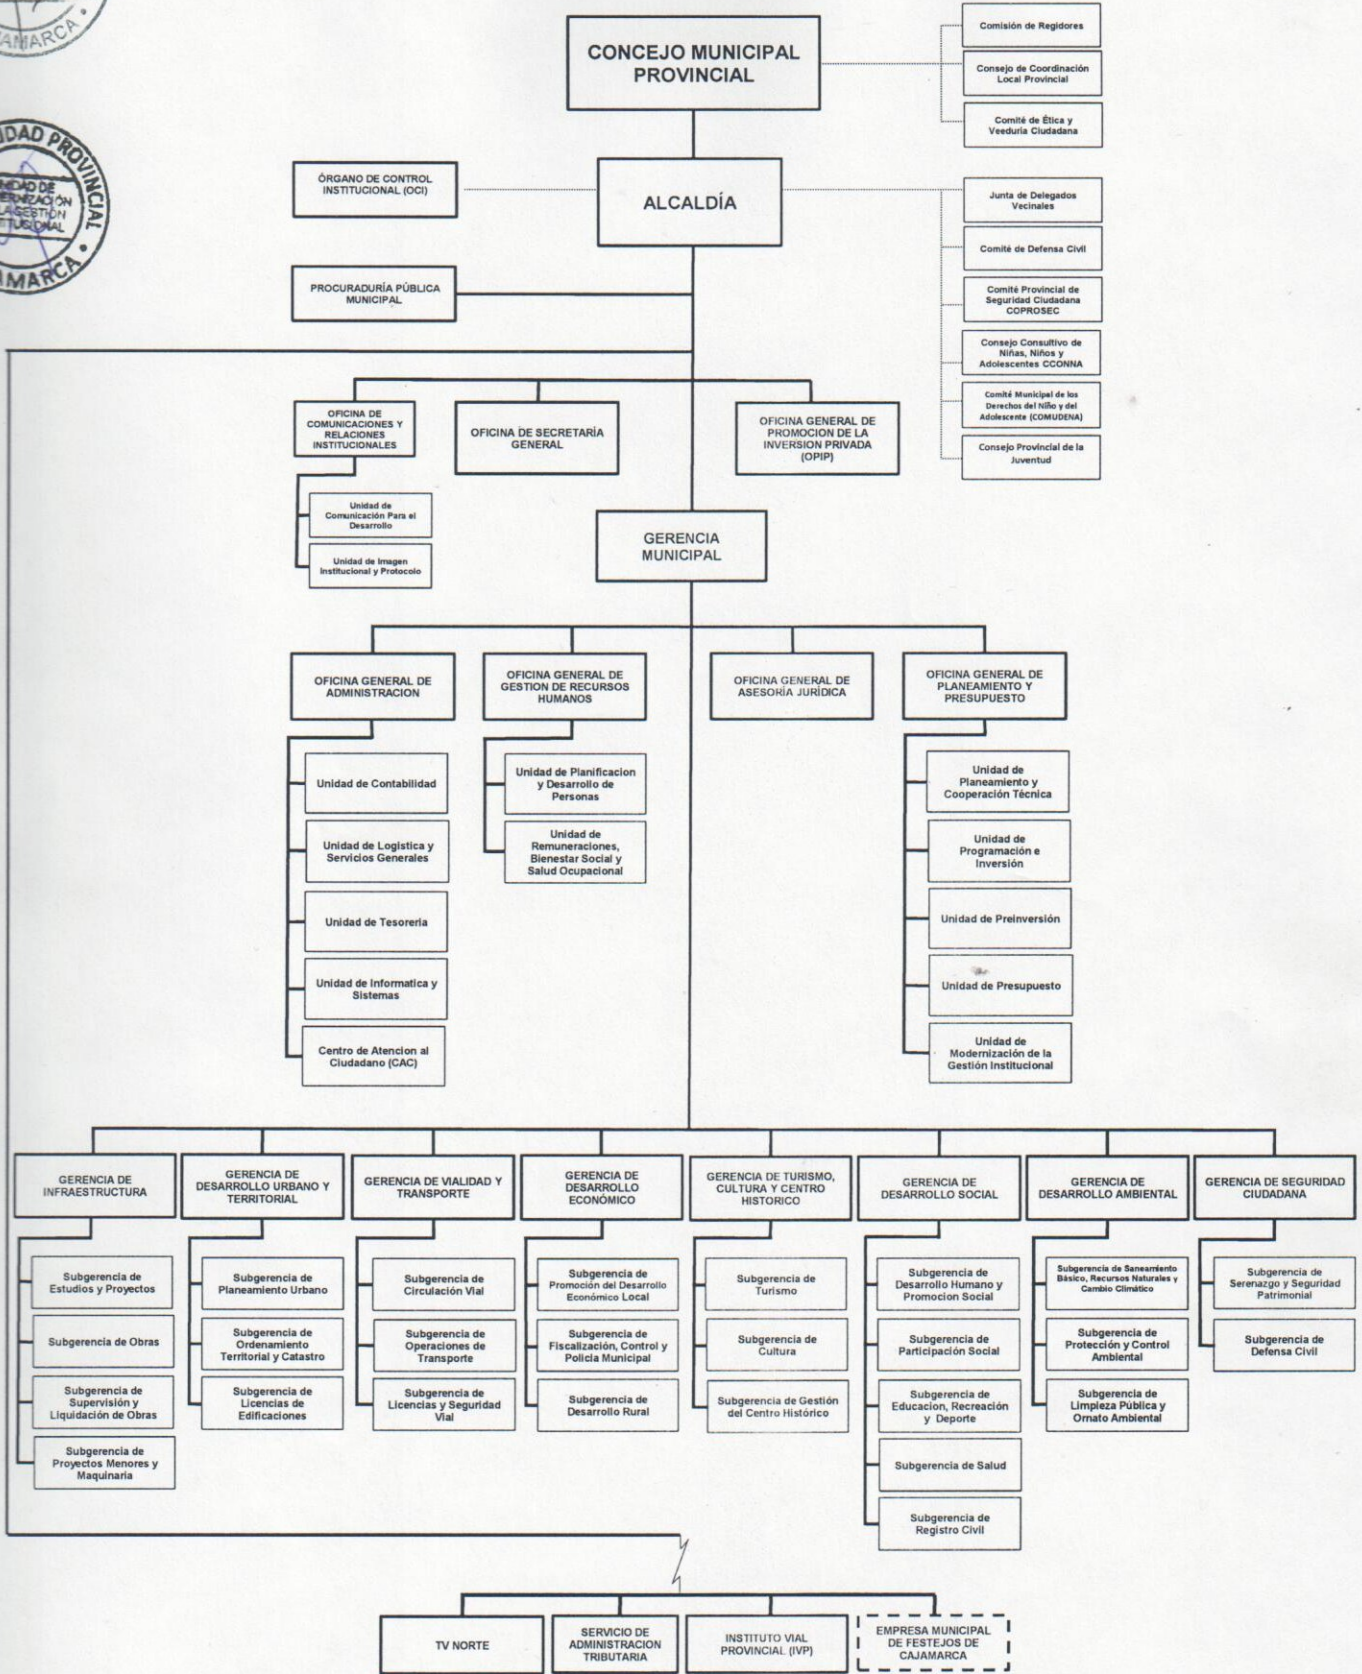 AMARCA
CONCEJO MUNICIPAL
PROVINCIAL
Comisión de Regidores
Consejo de Coordinación
Local Provincial
Comité de Ética y
Veeduria Ciudadana
PROVINCIAL
ÓRGANO DE CONTROL
INSTITUCIONAL (OCI)
ALCALDÍA
Junta de Delegados
Vecinales
Comité de Defensa Civil
PROCURADURÍA PÚBLICA
MUNICIPAL
Comité Provincial de
Seguridad Ciudadana
COPROSEC
Consejo Consultivo de
Niñas, Niños y
Adolescentes CCONNA
Comité Municipal de los
Derechos del Niño y del
Adolescente (COMUDENA)
Consejo Provincial de la
Juventud
OFICINA DE
COMUNICACIONES Y
RELACIONES
INSTITUCIONALES
OFICINA DE SECRETARÍA
GENERAL
OFICINA GENERAL DE
PROMOCION DE LA
INVERSION PRIVADA
(OPIP)
Unidad de
Comunicación Para el
Desarrollo
Unidad de Imagen
Institucional y Protocolo
GERENCIA
MUNICIPAL
OFICINA GENERAL DE
ADMINISTRACION
OFICINA GENERAL DE
GESTION DE RECURSOS
HUMANOS
OFICINA GENERAL DE
ASESORÍA JURÍDICA
OFICINA GENERAL DE
PLANEAMIENTO Y
PRESUPUESTO
Unidad de Contabilidad
Unidad de Logistica y
Servicios Generales
Unidad de Tesoreria
Unidad de Informatica y
Sistemas
Centro de Atencion al
Ciudadano (CAC)
Unidad de Planificacion
y Desarrollo de
Personas
Unidad de
Remuneraciones,
Bienestar Social y
Salud Ocupacional
Unidad de
Planeamiento y
Cooperación Técnica
Unidad de
Programación e
Inversión
Unidad de Preinversión
Unidad de Presupuesto
Unidad de
Modernización de la
Gestión Institucional
GERENCIA DE
INFRAESTRUCTURA
GERENCIA DE
DESARROLLO URBANO Y
TERRITORIAL
GERENCIA DE VIALIDAD Y
TRANSPORTE
GERENCIA DE
DESARROLLO
ECONÓMICO
GERENCIA DE TURISMO,
CULTURA Y CENTRO
HISTORICO
GERENCIA DE
DESARROLLO SOCIAL
GERENCIA DE
DESARROLLO AMBIENTAL
GERENCIA DE SEGURIDAD
CIUDADANA
Subgerencia de
Estudios y Proyectos
Subgerencia de Obras
Subgerencia de
Supervisión y
Liquidación de Obras
Subgerencia de
Proyectos Menores y
Maquinaria
Subgerencia de
Planeamiento Urbano
Subgerencia de
Ordenamiento
Territorial y Catastro
Subgerencia de
Licencias de
Edificaciones
Subgerencia de
Circulación Vial
Subgerencia de
Operaciones de
Transporte
Subgerencia de
Licencias y Seguridad
Vial
Subgerencia de
Promoción del Desarrollo
Económico Local
Subgerencia de
Fiscalización, Control y
Policia Municipal
Subgerencia de
Desarrollo Rural
Subgerencia de
Turismo
Subgerencia de
Cultura
Subgerencia de Gestión
del Centro Histórico
Subgerencia de
Desarrollo Humano y
Promocion Social
Subgerencia de
Participación Social
Subgerencia de
Educacion, Recreación
y Deporte
Subgerencia de Salud
Subgerencia de
Registro Civil
Subgerencia de Saneamiento
Básico, Recursos Naturales y
Cambio Climático
Subgerencia de
Protección y Control
Ambiental
Subgerencia de
Limpieza Pública y
Ornato Ambiental
Subgerencia de
Serenazgo y Seguridad
Patrimonial
Subgerencia de
Defensa Civil
TV NORTE
SERVICIO DE
ADMINISTRACION
TRIBUTARIA
INSTITUTO VIAL
PROVINCIAL (IVP)
EMPRESA MUNICIPAL
DE FESTEJOS DE
CAJAMARCA